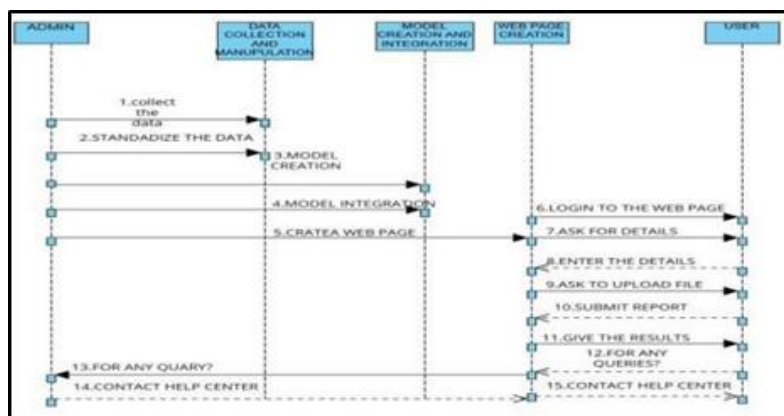 ADMIN
DATA
COLLECTION
AND
MANUPULATION
MODEL
CREATION AND
INTEGRATION
WEB PAGE
CREATION
USER
1.collect
the
data
2.STANDADIZE THE DATA
3.MODEL
CREATION
4.MODEL INTEGRATION
5.CRATEA WEB PAGE
6.LOGIN TO THE WEB PAGE
7.ASK FOR DETAILS
8.ENTER THE DETAILS
9.ASK TO UPLOAD FILE
10.SUBMIT REPORT
11.GIVE THE RESULTS
12.FOR ANY
QUERIES?
13.FOR ANY QUARY?
14.CONTACT HELP CENTER
15.CONTACT HELP CENTER